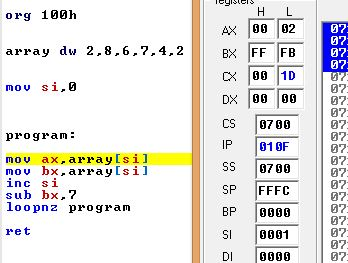 org 100h
array dw 2,8,6,7,4,2
mov si,0
program:
mov ax,array[si]
mov bx,array[si]
inc si
sub bx,7
loopnz program
ret
registers
H L
AX 00 02
BX FF FB
CX 00 1D
DX 00 00
CS 0700
IP 010F
SS 0700
SP FFFC
BP 0000
SI 0001
DI 0000